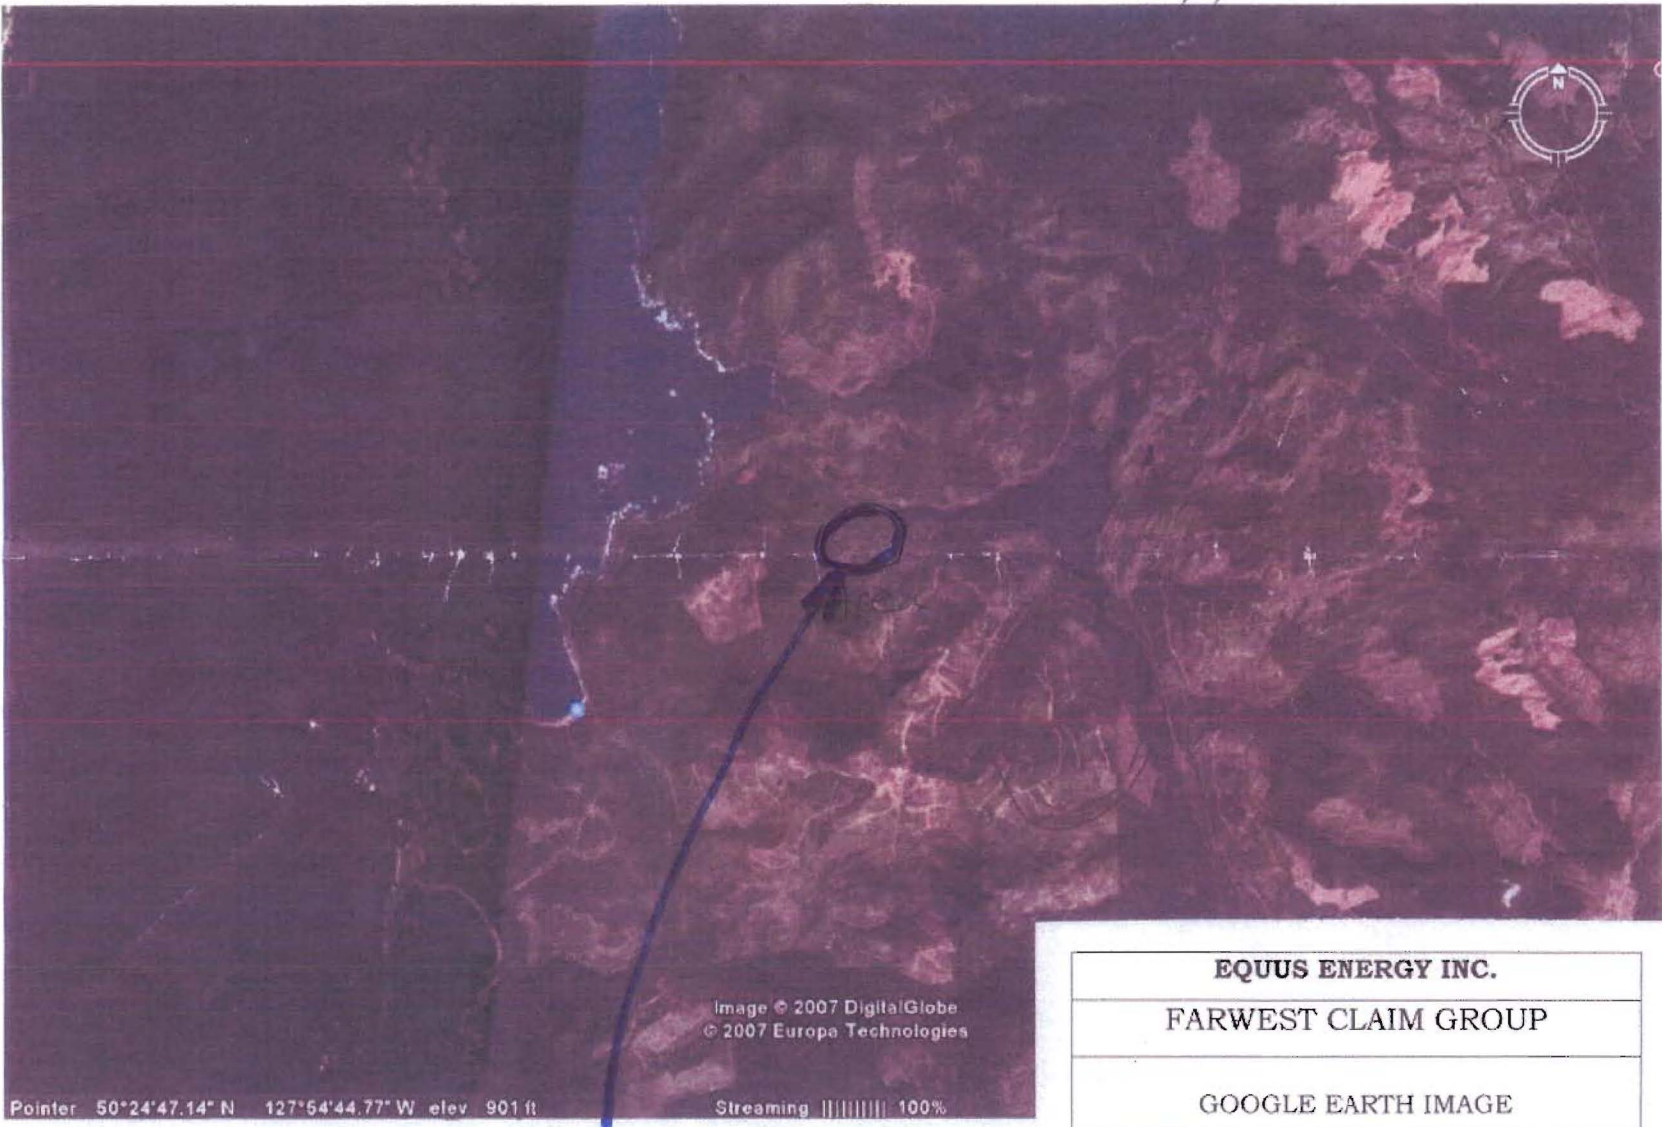 N
Image © 2007 DigitalGlobe
© 2007 Europa Technologies
Pointer 50°24'47.14" N 127°54'44.77" W elev 901 ft
Streaming |||||||||| 100%
EQUUS ENERGY INC.
FARWEST CLAIM GROUP
GOOGLE EARTH IMAGE